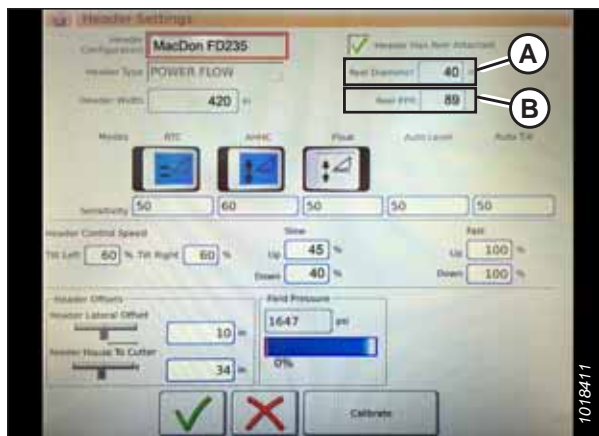 Header Settings
Header Configuration MacDon FD235
Header Has Reel Attached
Header Type POWER FLOW
Reel Diameter 40 in
A
Header Width 420 in
Reel PPR 89
B
Modes RTC AHHC Float Auto Level Auto Tilt
Sensitivity 50 60 50 50 50
Header Control Speed
Slow
Fast
Tilt Left 60 % Tilt Right 60 % Up 45 % Up 100 %
Down 40 % Down 100 %
Header Offsets
Field Pressure
Header Lateral Offset
1647 psi
10 in
Feeder House To Cutter
34 in
0%
Calibrate
1018411